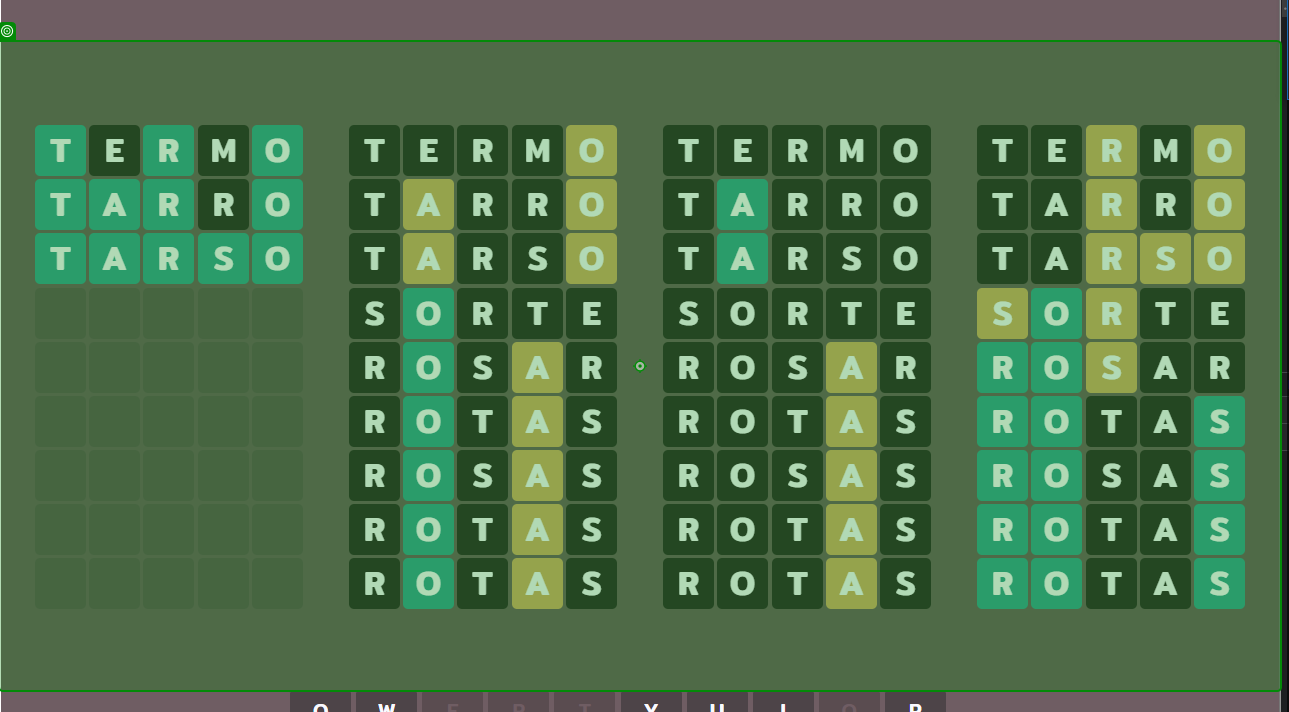 TERMO TERMO TERMO TERMO
TARRO TARRO TARRO TARRO
TARSO TARSO TARSO TARSO
SORTE SORTE SORTE
ROSAR ROSAR ROSAR
ROTAS ROTAS ROTAS
ROSAS ROSAS ROSAS
ROTAS ROTAS ROTAS
ROTAS ROTAS ROTAS